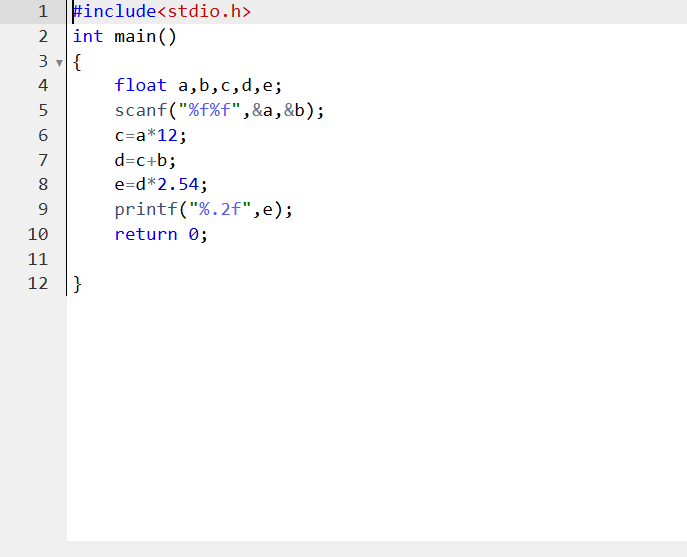 1 #include<stdio.h>
2 int main()
3 {
4     float a,b,c,d,e;
5     scanf("%f%f",&a,&b);
6     c=a*12;
7     d=c+b;
8     e=d*2.54;
9     printf("%.2f",e);
10     return 0;
11
12 }